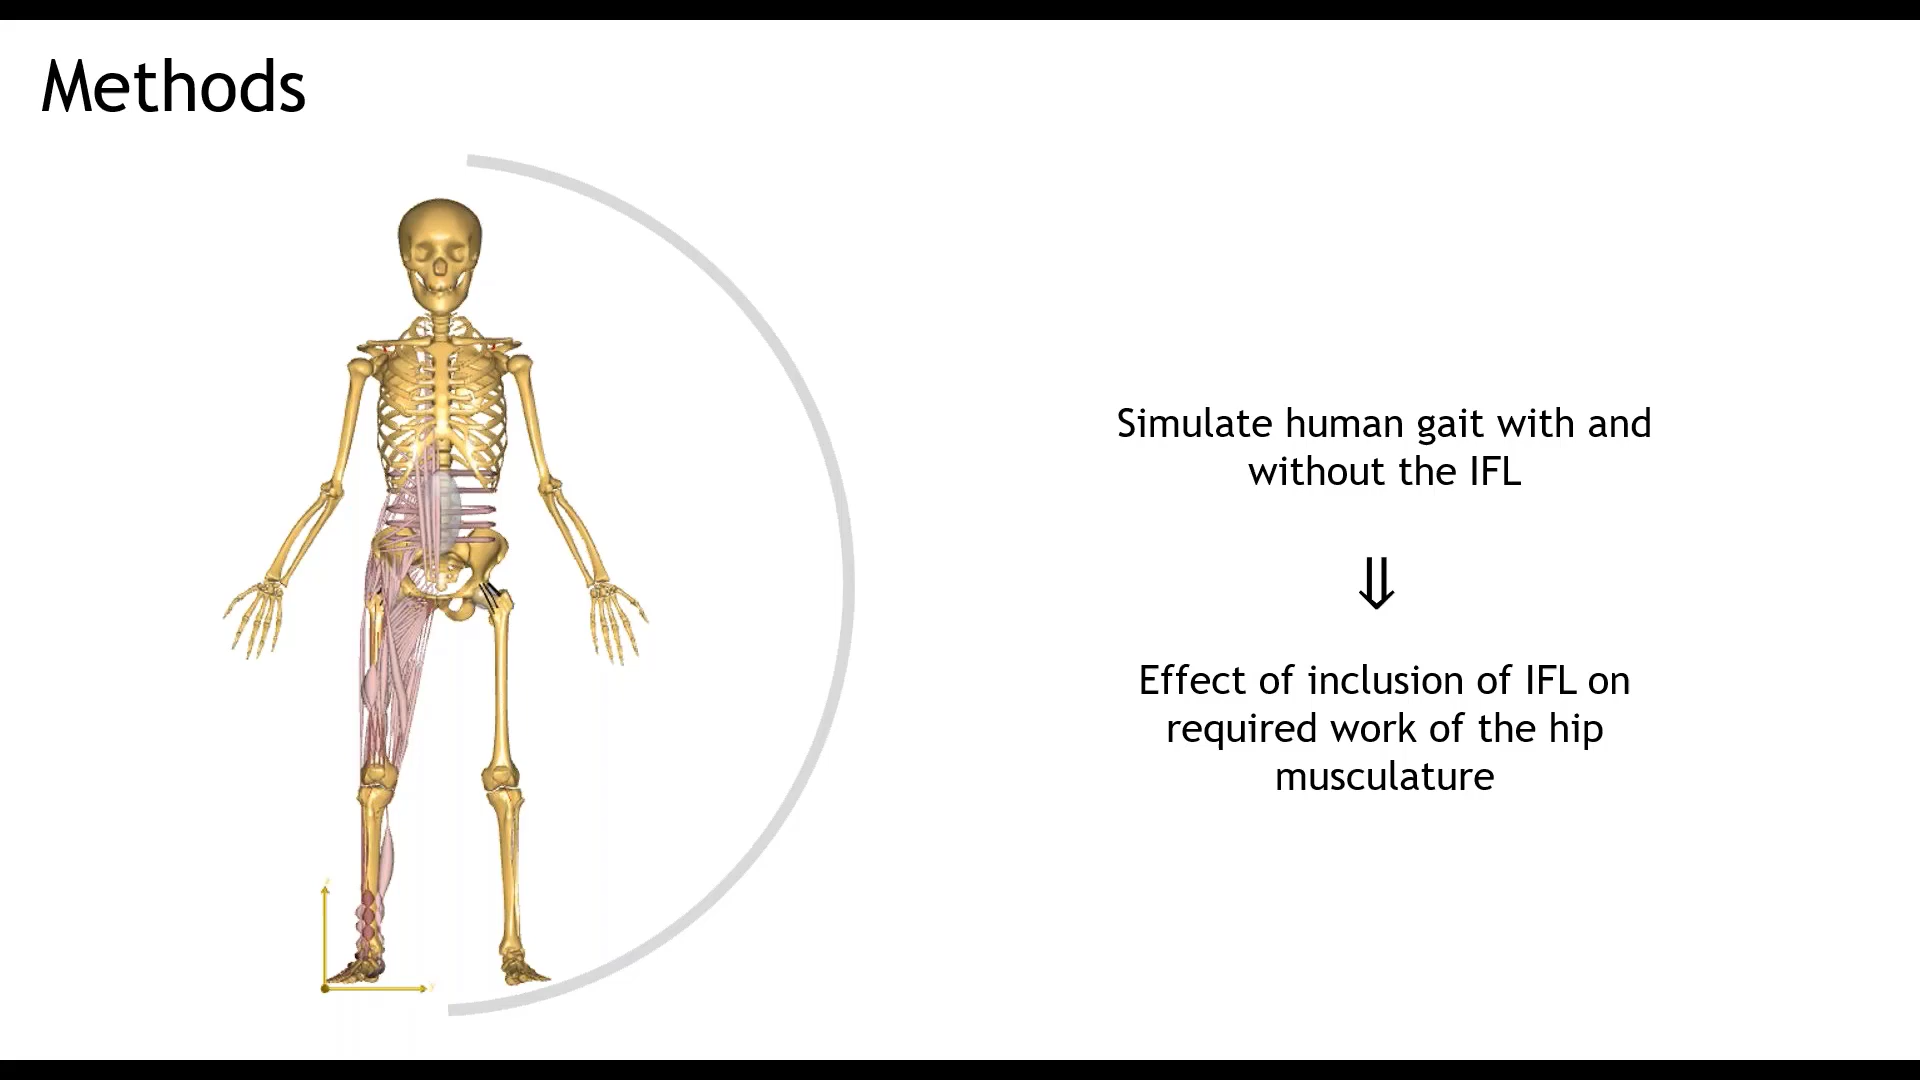 Methods
Simulate human gait with and
without the IFL
⇓
Effect of inclusion of IFL on
required work of the hip
musculature